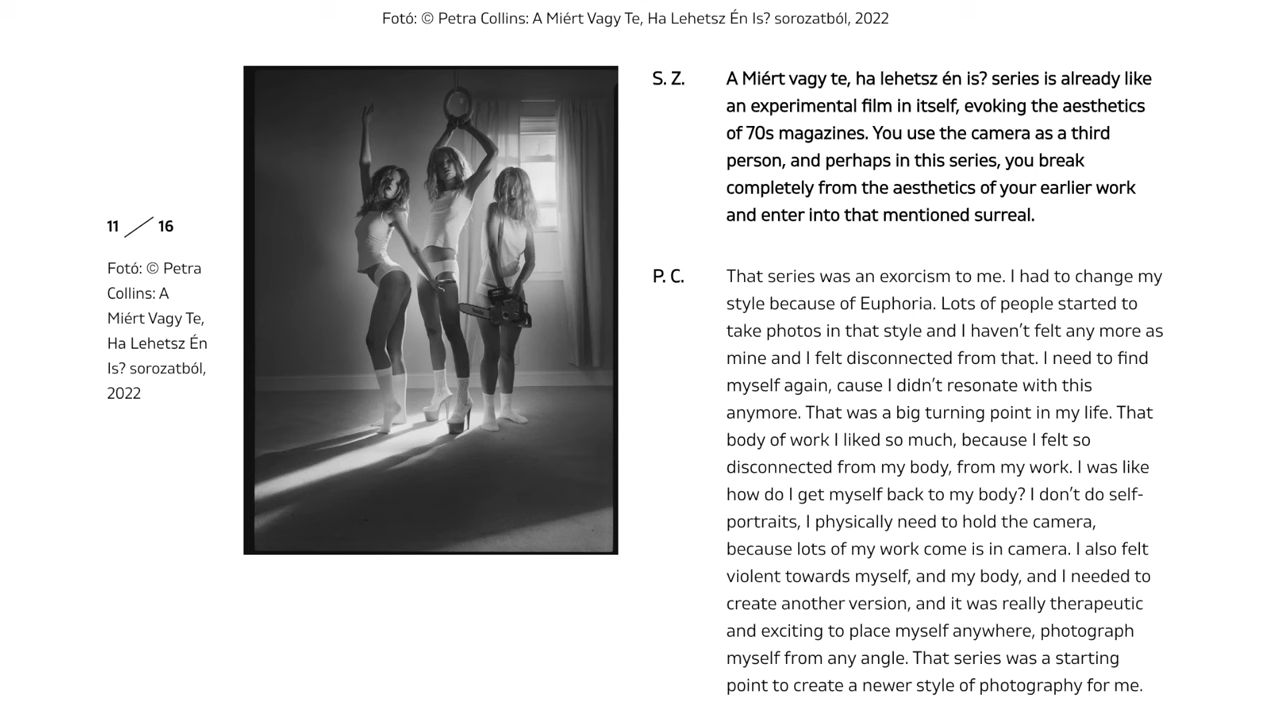 Fotó: © Petra Collins: A Miért Vagy Te, Ha Lehetsz Én Is? sorozatból, 2022
11 / 16
Fotó: © Petra
Collins: A
Miért Vagy Te,
Ha Lehetsz Én
Is? sorozatból,
2022
S. Z.
A Miért vagy te, ha lehetsz én is? series is already like
an experimental film in itself, evoking the aesthetics
of 70s magazines. You use the camera as a third
person, and perhaps in this series, you break
completely from the aesthetics of your earlier work
and enter into that mentioned surreal.
P. C.
That series was an exorcism to me. I had to change my
style because of Euphoria. Lots of people started to
take photos in that style and I haven’t felt any more as
mine and I felt disconnected from that. I need to find
myself again, cause I didn’t resonate with this
anymore. That was a big turning point in my life. That
body of work I liked so much, because I felt so
disconnected from my body, from my work. I was like
how do I get myself back to my body? I don’t do self-
portraits, I physically need to hold the camera,
because lots of my work come is in camera. I also felt
violent towards myself, and my body, and I needed to
create another version, and it was really therapeutic
and exciting to place myself anywhere, photograph
myself from any angle. That series was a starting
point to create a newer style of photography for me.